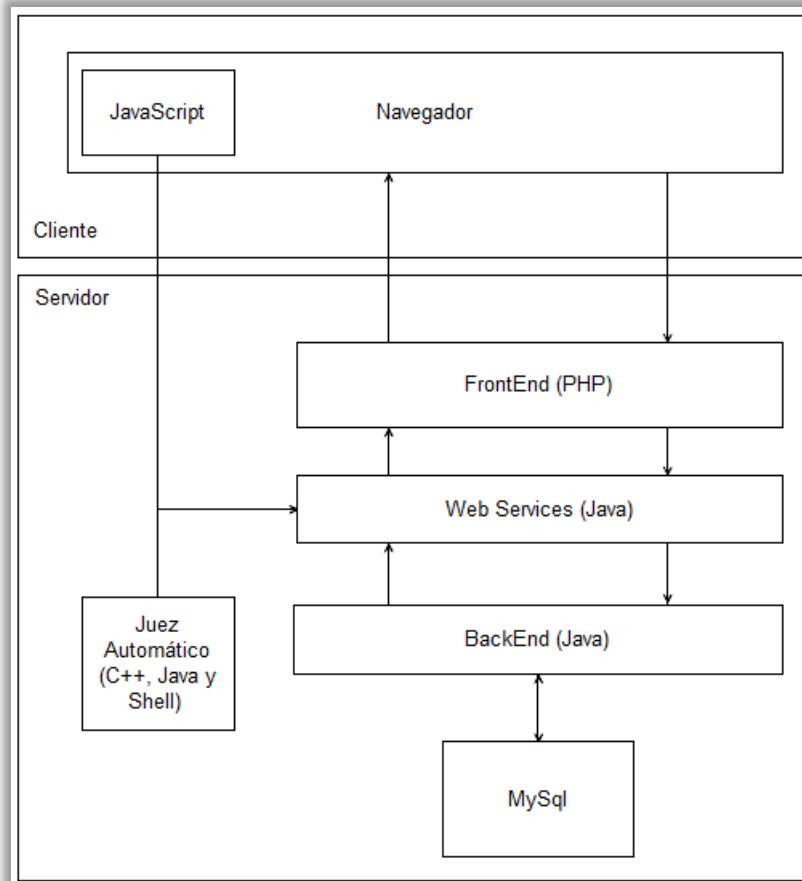 JavaScript
Navegador
Cliente
Servidor
FrontEnd (PHP)
Web Services (Java)
Juez
Automático
(C++, Java y
Shell)
BackEnd (Java)
MySql